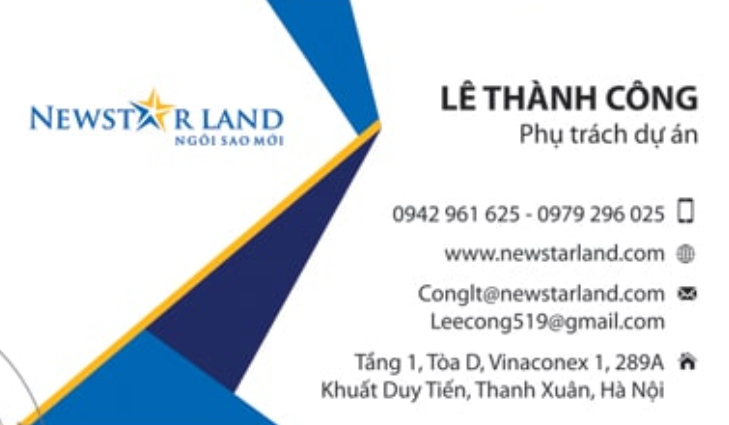 NEWSTAR LAND
NGÔI SAO MỚI
LÊ THÀNH CÔNG
Phụ trách dự án
0942 961 625 - 0979 296 025
www.newstarland.com
Conglt@newstarland.com
Leecong519@gmail.com
Tầng 1, Tòa D, Vinaconex 1, 289A
Khuất Duy Tiến, Thanh Xuân, Hà Nội